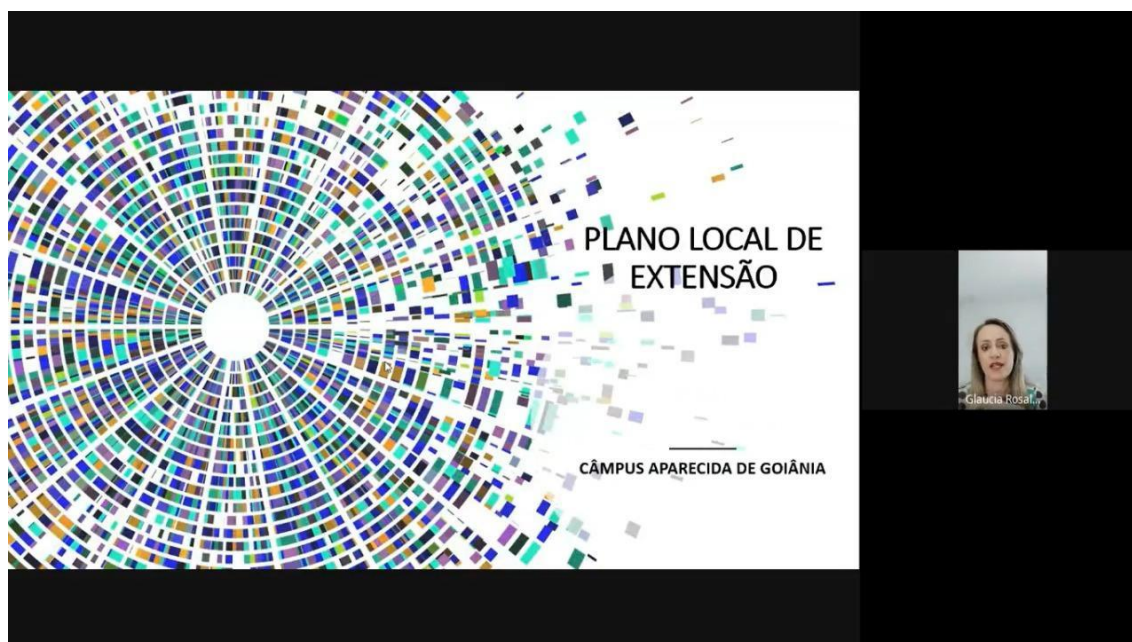 PLANO LOCAL DE
EXTENSÃO
CÂMPUS APARECIDA DE GOIÂNIA
Glaucia Rosal...